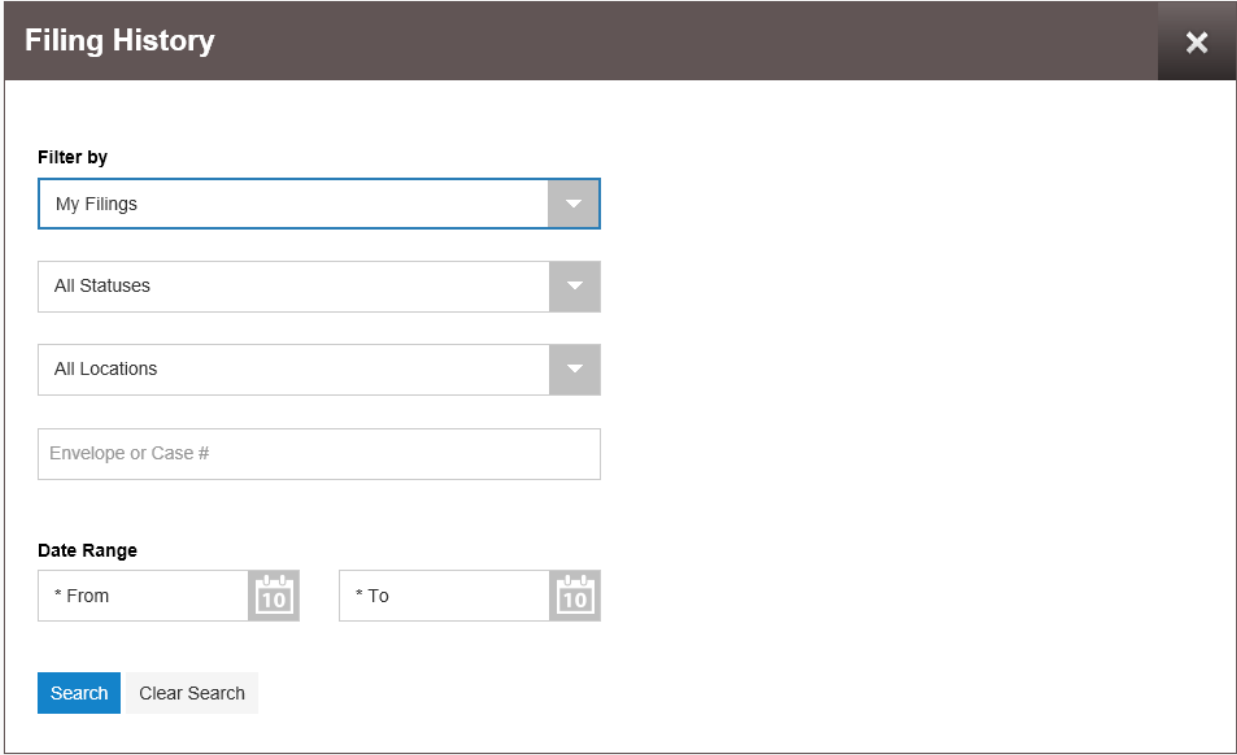 Filing History
Filter by
My Filings
All Statuses
All Locations
Envelope or Case #
Date Range
* From 10 * To 10
Search Clear Search